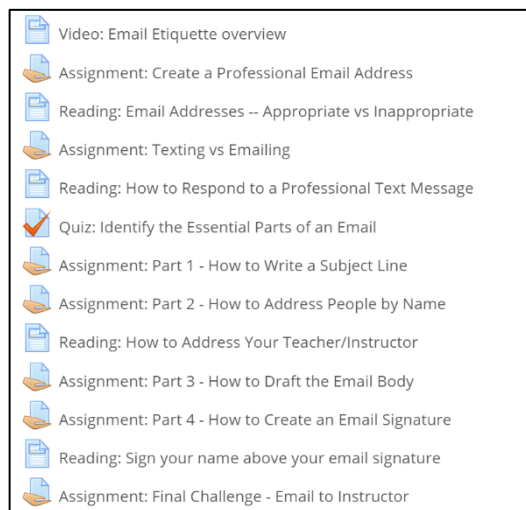 Video: Email Etiquette overview
Assignment: Create a Professional Email Address
Reading: Email Addresses -- Appropriate vs Inappropriate
Assignment: Texting vs Emailing
Reading: How to Respond to a Professional Text Message
Quiz: Identify the Essential Parts of an Email
Assignment: Part 1 - How to Write a Subject Line
Assignment: Part 2 - How to Address People by Name
Reading: How to Address Your Teacher/Instructor
Assignment: Part 3 - How to Draft the Email Body
Assignment: Part 4 - How to Create an Email Signature
Reading: Sign your name above your email signature
Assignment: Final Challenge - Email to Instructor